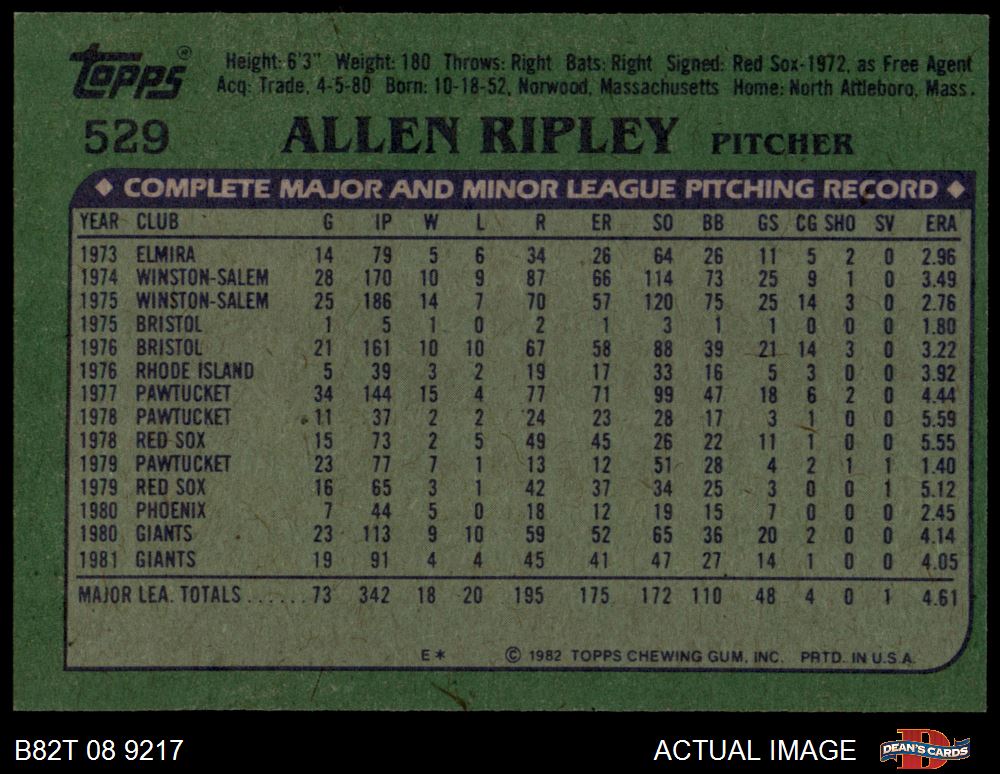 Topps® Height: 6'3" Weight: 180 Throws: Right Bats: Right Signed: Red Sox-1972, as Free Agent
Acq: Trade, 4-5-80 Born: 10-18-52, Norwood, Massachusetts Home: North Attleboro, Mass.
529 ALLEN RIPLEY PITCHER
◆ COMPLETE MAJOR AND MINOR LEAGUE PITCHING RECORD ◆
YEAR CLUB G IP W L R ER SO BB GS CG SHO SV ERA
1973 ELMIRA 14 79 5 6 34 26 64 26 11 5 2 0 2.96
1974 WINSTON-SALEM 28 170 10 9 87 66 114 73 25 9 1 0 3.49
1975 WINSTON-SALEM 25 186 14 7 70 57 120 75 25 14 3 0 2.76
1975 BRISTOL 1 5 1 0 2 1 3 1 1 0 0 0 1.80
1976 BRISTOL 21 161 10 10 67 58 88 39 21 14 3 0 3.22
1976 RHODE ISLAND 5 39 3 2 19 17 33 16 5 3 0 0 3.92
1977 PAWTUCKET 34 144 15 4 77 71 99 47 18 6 2 0 4.44
1978 PAWTUCKET 11 37 2 2 24 23 28 17 3 1 0 0 5.59
1978 RED SOX 15 73 2 5 49 45 26 22 11 1 0 0 5.55
1979 PAWTUCKET 23 77 7 1 13 12 51 28 4 2 1 1 1.40
1979 RED SOX 16 65 3 1 42 37 34 25 3 0 0 1 5.12
1980 PHOENIX 7 44 5 0 18 12 19 15 7 0 0 0 2.45
1980 GIANTS 23 113 9 10 59 52 65 36 20 2 0 0 4.14
1981 GIANTS 19 91 4 4 45 41 47 27 14 1 0 0 4.05
MAJOR LEA. TOTALS ...... 73 342 18 20 195 175 172 110 48 4 0 1 4.61
E* © 1982 TOPPS CHEWING GUM, INC. PRTD. IN U.S.A.
B82T 08 9217 ACTUAL IMAGE DEAN'S CARDS